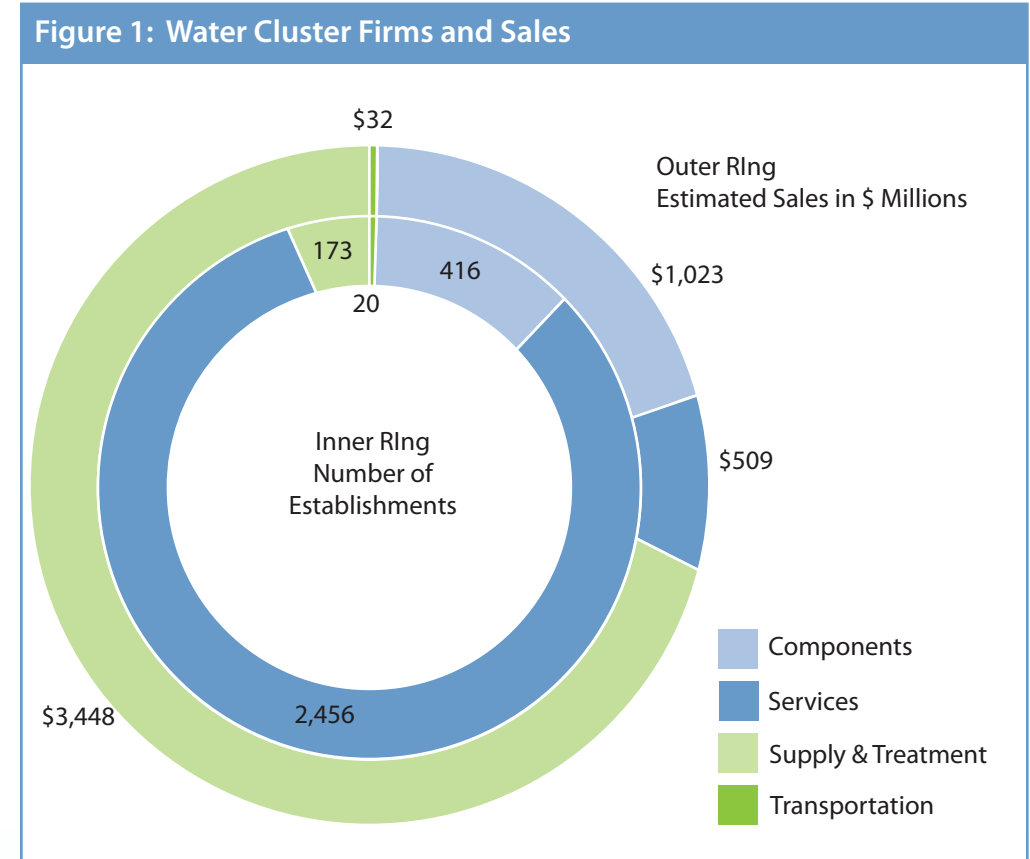 Figure 1: Water Cluster Firms and Sales
$32
Outer RIng
Estimated Sales in $ Millions
173
416
$1,023
20
Inner RIng
Number of
Establishments
$509
$3,448
2,456
Components
Services
Supply & Treatment
Transportation